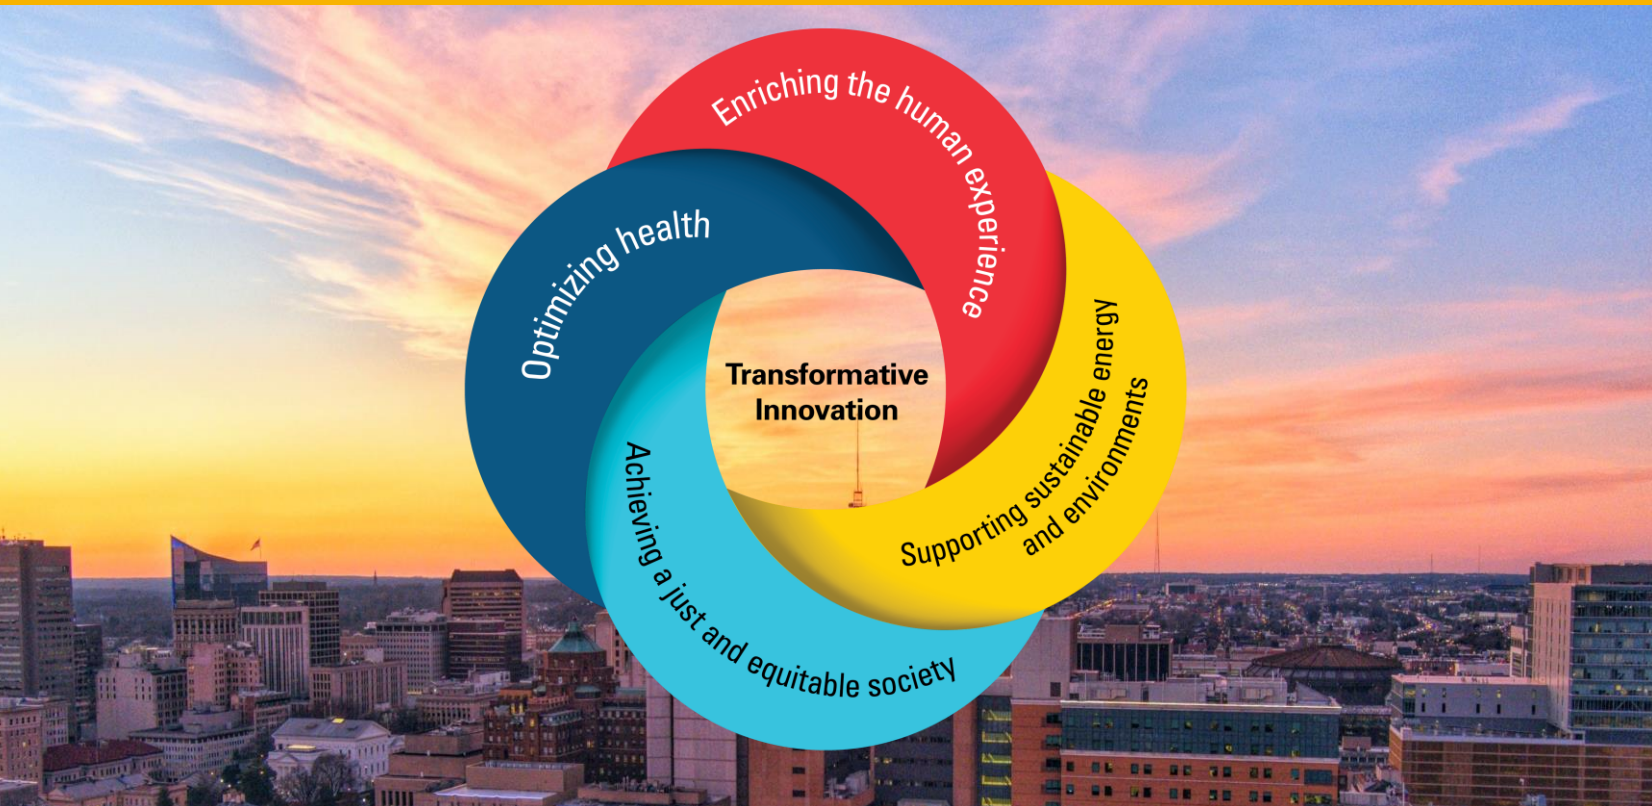 Enriching the human experience
Optimizing health
Transformative
Innovation
Supporting sustainable energy
and environments
Achieving a just and equitable society